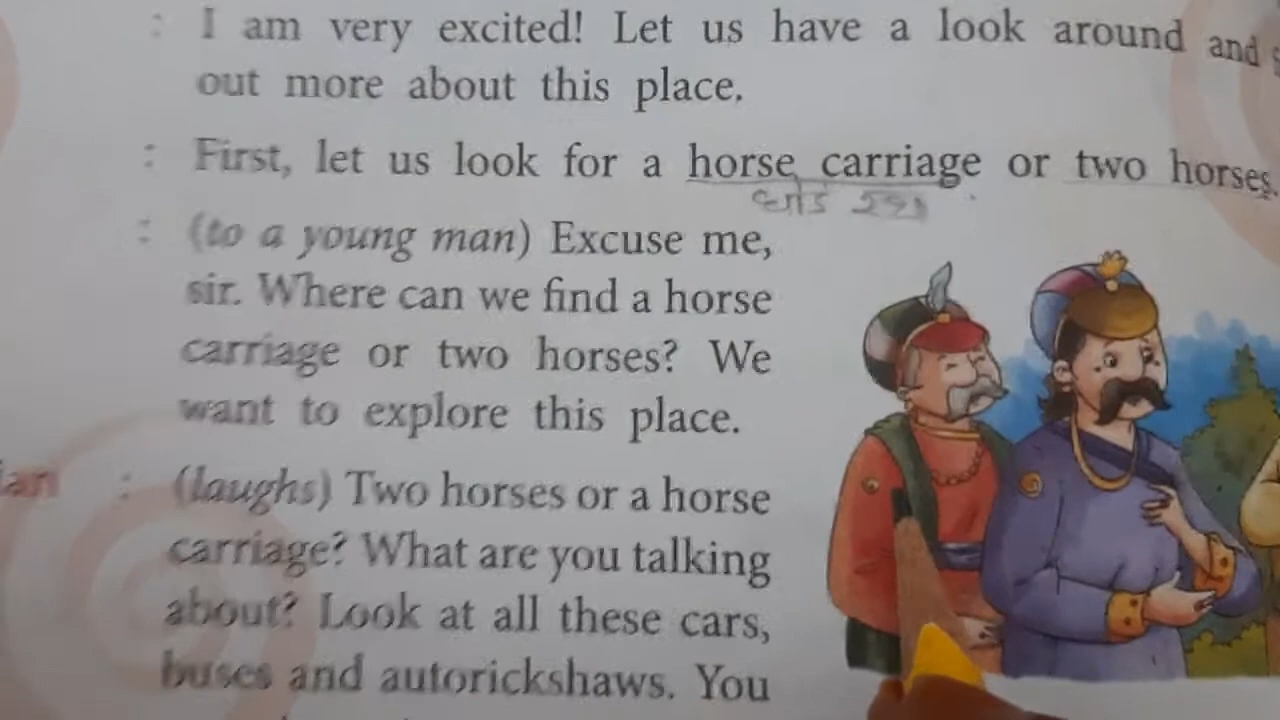 : I am very excited! Let us have a look around and
out more about this place.
: First, let us look for a horse carriage or two horses.
: (to a young man) Excuse me,
sir. Where can we find a horse
carriage or two horses? We
want to explore this place.
ian : (laughs) Two horses or a horse
carriage? What are you talking
about? Look at all these cars,
buses and autorickshaws. You